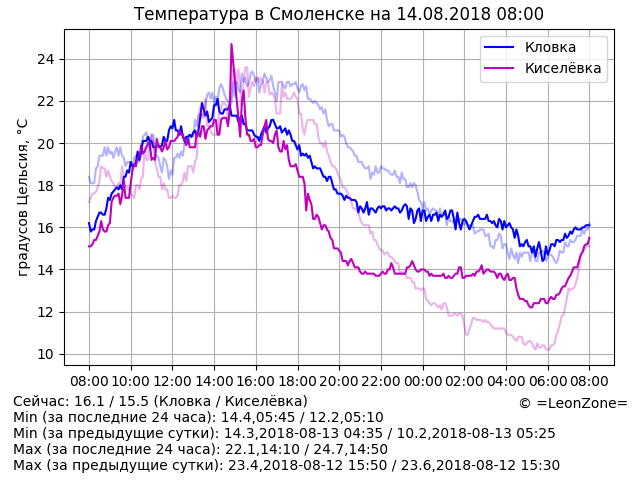 Температура в Смоленске на 14.08.2018 08:00
Кловка
Киселёвка
градусов Цельсия, °C
24
22
20
18
16
14
12
10
08:00 10:00 12:00 14:00 16:00 18:00 20:00 22:00 00:00 02:00 04:00 06:00 08:00
Сейчас: 16.1 / 15.5 (Кловка / Киселёвка)
© =LeonZone=
Min (за последние 24 часа): 14.4,05:45 / 12.2,05:10
Min (за предыдущие сутки): 14.3,2018-08-13 04:35 / 10.2,2018-08-13 05:25
Max (за последние 24 часа): 22.1,14:10 / 24.7,14:50
Max (за предыдущие сутки): 23.4,2018-08-12 15:50 / 23.6,2018-08-12 15:30